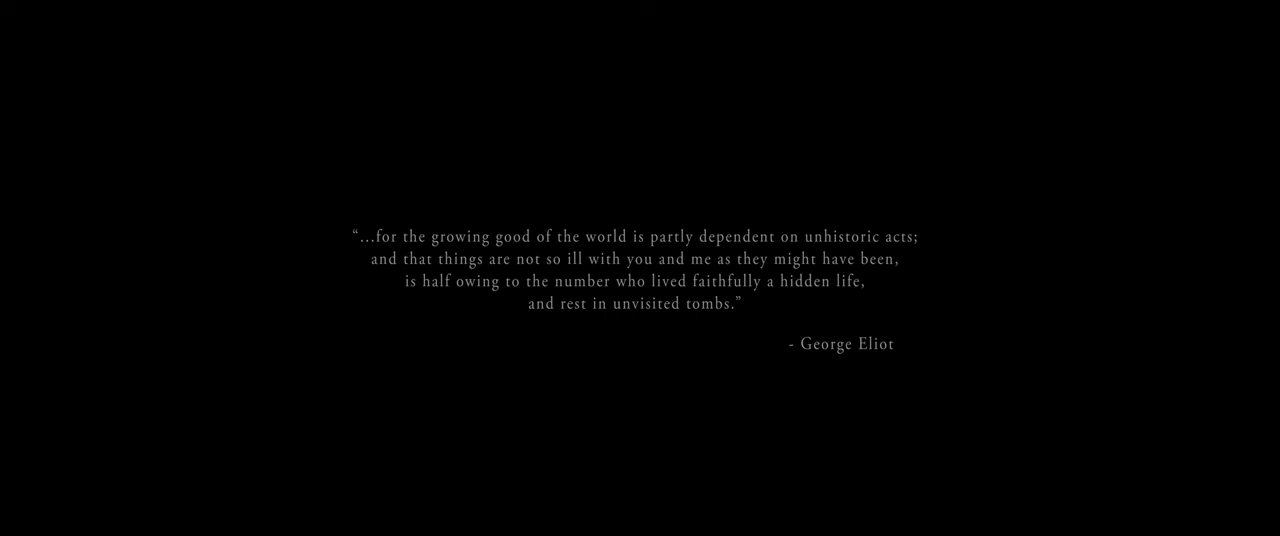 “...for the growing good of the world is partly dependent on unhistoric acts;
and that things are not so ill with you and me as they might have been,
is half owing to the number who lived faithfully a hidden life,
and rest in unvisited tombs.”
- George Eliot